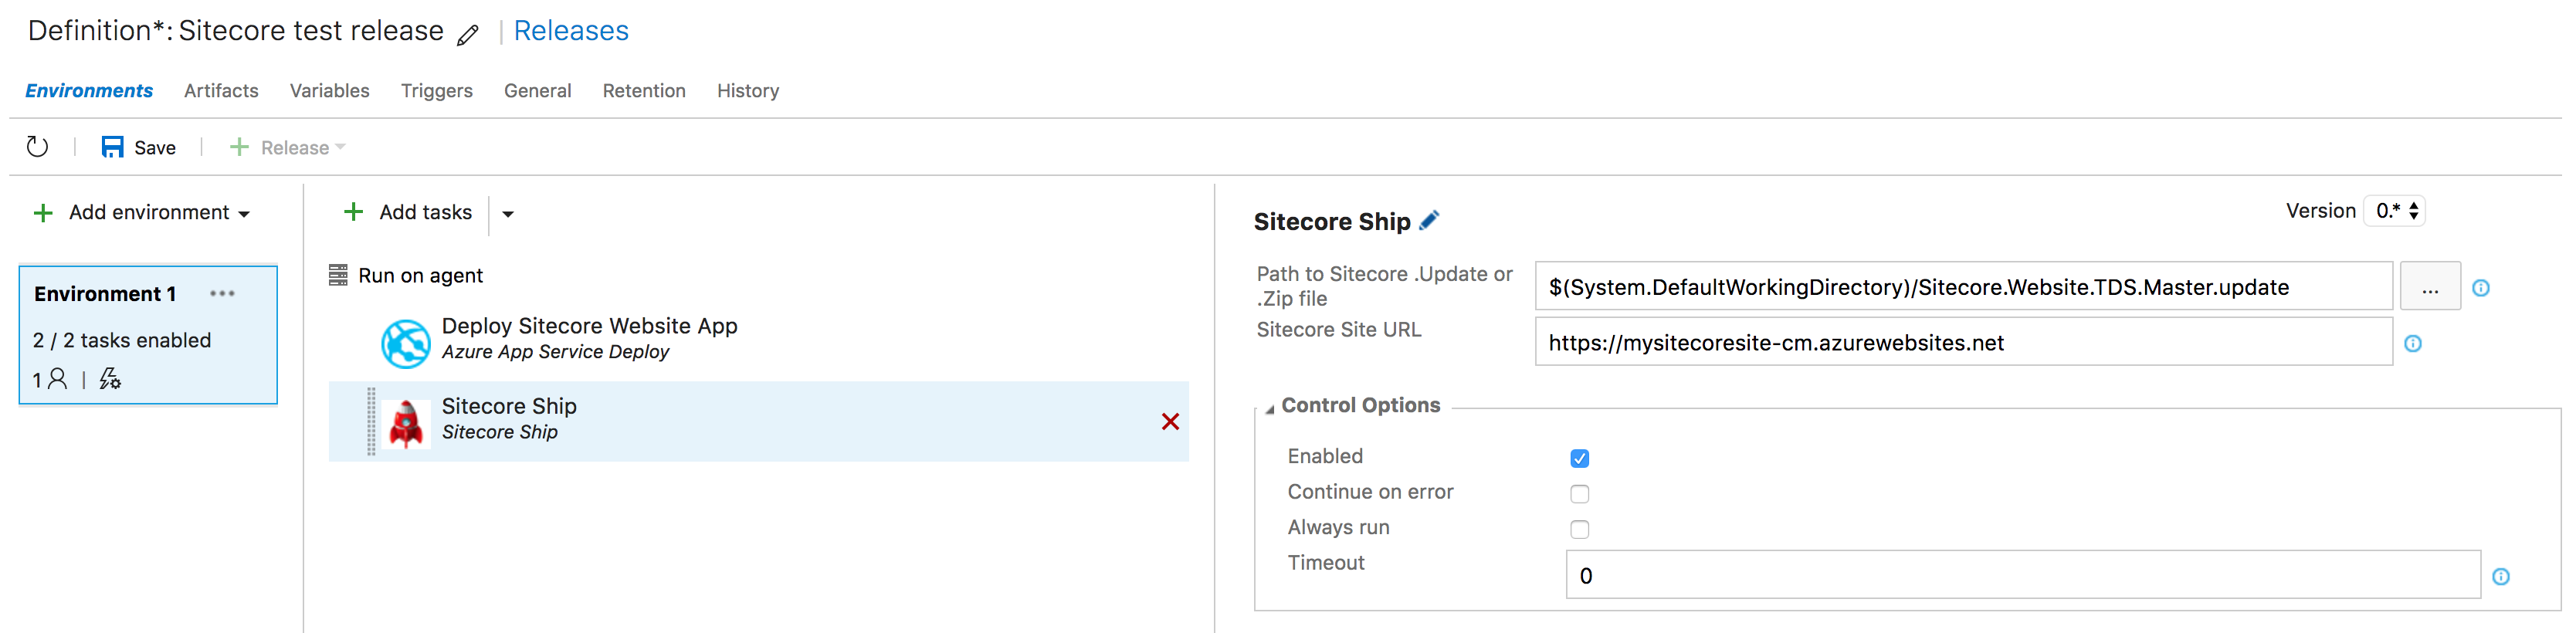 Definition*: Sitecore test release | Releases
Environments Artifacts Variables Triggers General Retention History
Save Release
Add environment
Environment 1 ...
2 / 2 tasks enabled
1
Add tasks
Run on agent
Deploy Sitecore Website App
Azure App Service Deploy
Sitecore Ship
Sitecore Ship
Sitecore Ship
Version 0.*
Path to Sitecore .Update or
.Zip file
$(System.DefaultWorkingDirectory)/Sitecore.Website.TDS.Master.update
...
Sitecore Site URL
https://mysitecoresite-cm.azurewebsites.net
Control Options
Enabled
Continue on error
Always run
Timeout
0